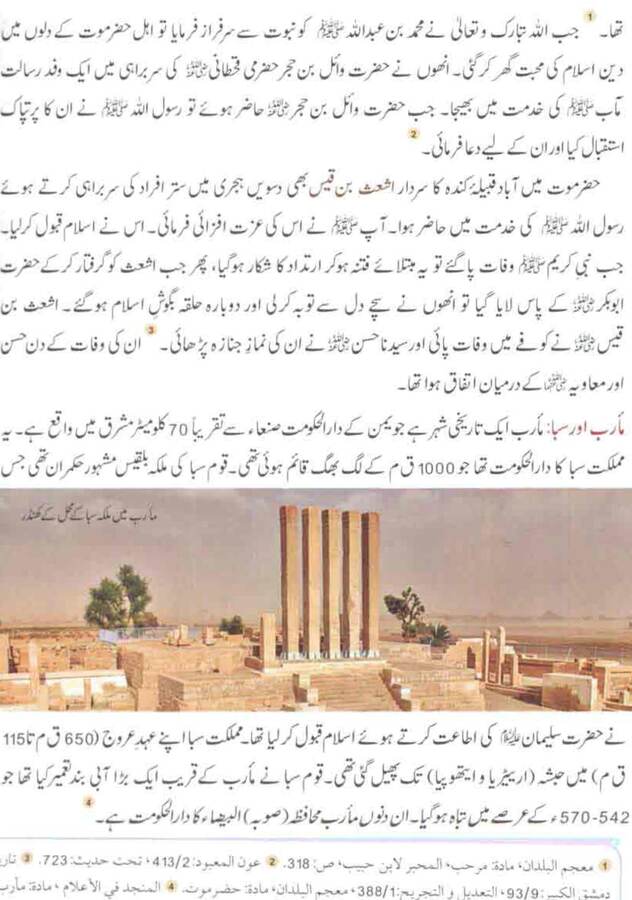 تھا۔ 1 جب اللہ تبارک و تعالیٰ نے محمد بن عبداللہ ﷺ کو نبوت سے سرفراز فرمایا تو اہل حضرموت کے دلوں میں
دین اسلام کی محبت گھر کر گئی۔ انھوں نے حضرت وائل بن حجر حضرمی قحطانی رضی اللہ عنہ کی سربراہی میں ایک وفد رسالت
مآب ﷺ کی خدمت میں بھیجا۔ جب حضرت وائل بن حجر رضی اللہ عنہ حاضر ہوئے تو رسول اللہ ﷺ نے ان کا پرتپاک
استقبال کیا اور ان کے لیے دعا فرمائی۔ 2
حضرموت میں آباد قبیلۂ کندہ کا سردار اشعث بن قیس بھی دسویں ہجری میں ستر افراد کی سربراہی کرتے ہوئے
رسول اللہ ﷺ کی خدمت میں حاضر ہوا۔ آپ ﷺ نے اس کی عزت افزائی فرمائی۔ اس نے اسلام قبول کر لیا۔
جب نبی کریم ﷺ وفات پا گئے تو یہ مبتلائے فتنہ ہو کر ارتداد کا شکار ہو گیا، پھر جب اشعث کو گرفتار کر کے حضرت
ابوبکر رضی اللہ عنہ کے پاس لایا گیا تو انھوں نے سچے دل سے توبہ کر لی اور دوبارہ حلقہ بگوشِ اسلام ہو گئے۔ اشعث بن
قیس رضی اللہ عنہ نے کوفے میں وفات پائی اور سیدنا حسن رضی اللہ عنہ نے ان کی نمازِ جنازہ پڑھائی۔ 3 ان کی وفات کے دن حسن
اور معاویہ رضی اللہ عنہما کے درمیان اتفاق ہوا تھا۔
مأرب اور سبا: مأرب ایک تاریخی شہر ہے جو یمن کے دارالحکومت صنعاء سے تقریباً 70 کلومیٹر مشرق میں واقع ہے۔ یہ
مملکت سبا کا دارالحکومت تھا جو 1000 ق م کے لگ بھگ قائم ہوئی تھی۔ قوم سبا کی ملکہ بلقیس مشہور حکمران تھی جس
مأرب میں ملکہ سبا کے محل کے کھنڈر
نے حضرت سلیمان علیہ السلام کی اطاعت کرتے ہوئے اسلام قبول کر لیا تھا۔ مملکت سبا اپنے عہدِ عروج (650 ق م تا 115
ق م) میں حبشہ (اریٹیریا و ایتھوپیا) تک پھیل گئی تھی۔ قوم سبا نے مأرب کے قریب ایک بڑا آبی بند تعمیر کیا تھا جو
542-570ء کے عرصے میں تباہ ہو گیا۔ ان دنوں مأرب محافظہ (صوبہ) البیضاء کا دارالحکومت ہے۔ 4
1 معجم البلدان، مادة: مرحب، المحبر لابن حبيب، ص: 318. 2 عون المعبود: 413/2، تحت حديث: 723. 3
دمشق الكبير: 93/9، التعديل و التجريح: 388/1، معجم البلدان، مادة: حضرموت. 4 المنجد في الأعلام، مادة: مأرب